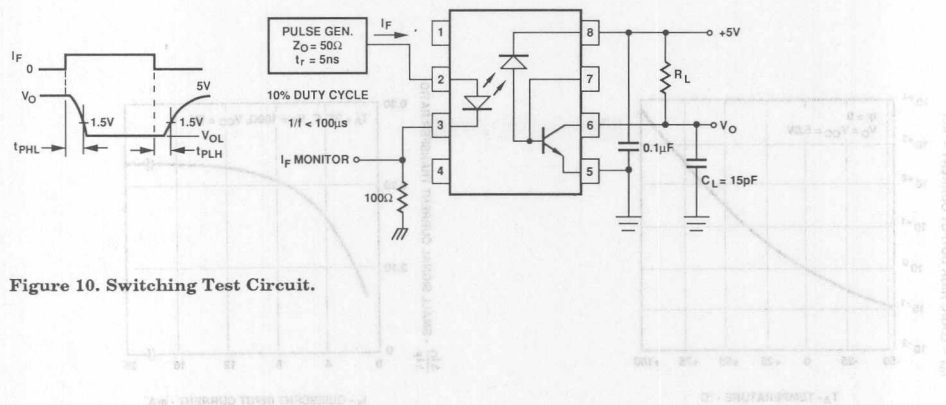 PULSE GEN.
Z_O = 50Ω
t_r = 5ns
I_F
10% DUTY CYCLE
1/f < 100μs
I_F MONITOR
100Ω
1
2
3
4
8
7
6
5
+5V
R_L
V_O
0.1μF
C_L = 15pF
I_F
0
V_O
5V
1.5V
1.5V
V_OL
t_PHL
t_PLH
Figure 10. Switching Test Circuit.